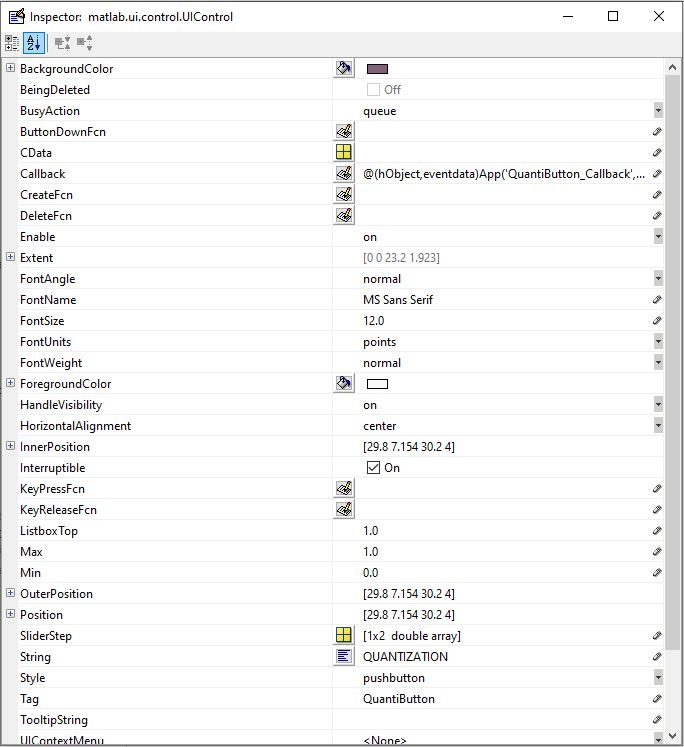 Inspector: matlab.ui.control.UIControl
BackgroundColor
BeingDeleted Off
BusyAction queue
ButtonDownFcn
CData
Callback @(hObject,eventdata)App('QuantiButton_Callback',...
CreateFcn
DeleteFcn
Enable on
Extent [0 0 23.2 1.923]
FontAngle normal
FontName MS Sans Serif
FontSize 12.0
FontUnits points
FontWeight normal
ForegroundColor
HandleVisibility on
HorizontalAlignment center
InnerPosition [29.8 7.154 30.2 4]
Interruptible On
KeyPressFcn
KeyReleaseFcn
ListboxTop 1.0
Max 1.0
Min 0.0
OuterPosition [29.8 7.154 30.2 4]
Position [29.8 7.154 30.2 4]
SliderStep [1x2 double array]
String QUANTIZATION
Style pushbutton
Tag QuantiButton
TooltipString
UIContextMenu <None>